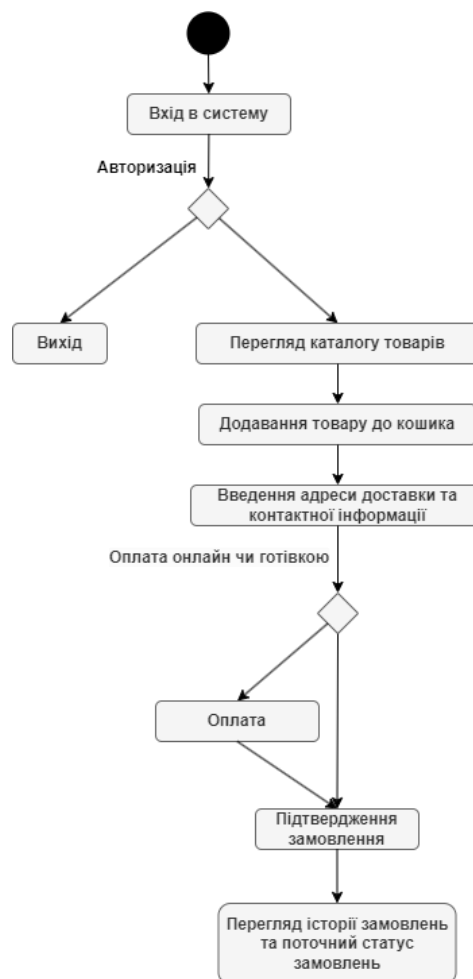 Вхід в систему
Авторизація
Вихід
Перегляд каталогу товарів
Додавання товару до кошика
Введення адреси доставки та
контактної інформації
Оплата онлайн чи готівкою
Оплата
Підтвердження
замовлення
Перегляд історії замовлень
та поточний статус
замовлень